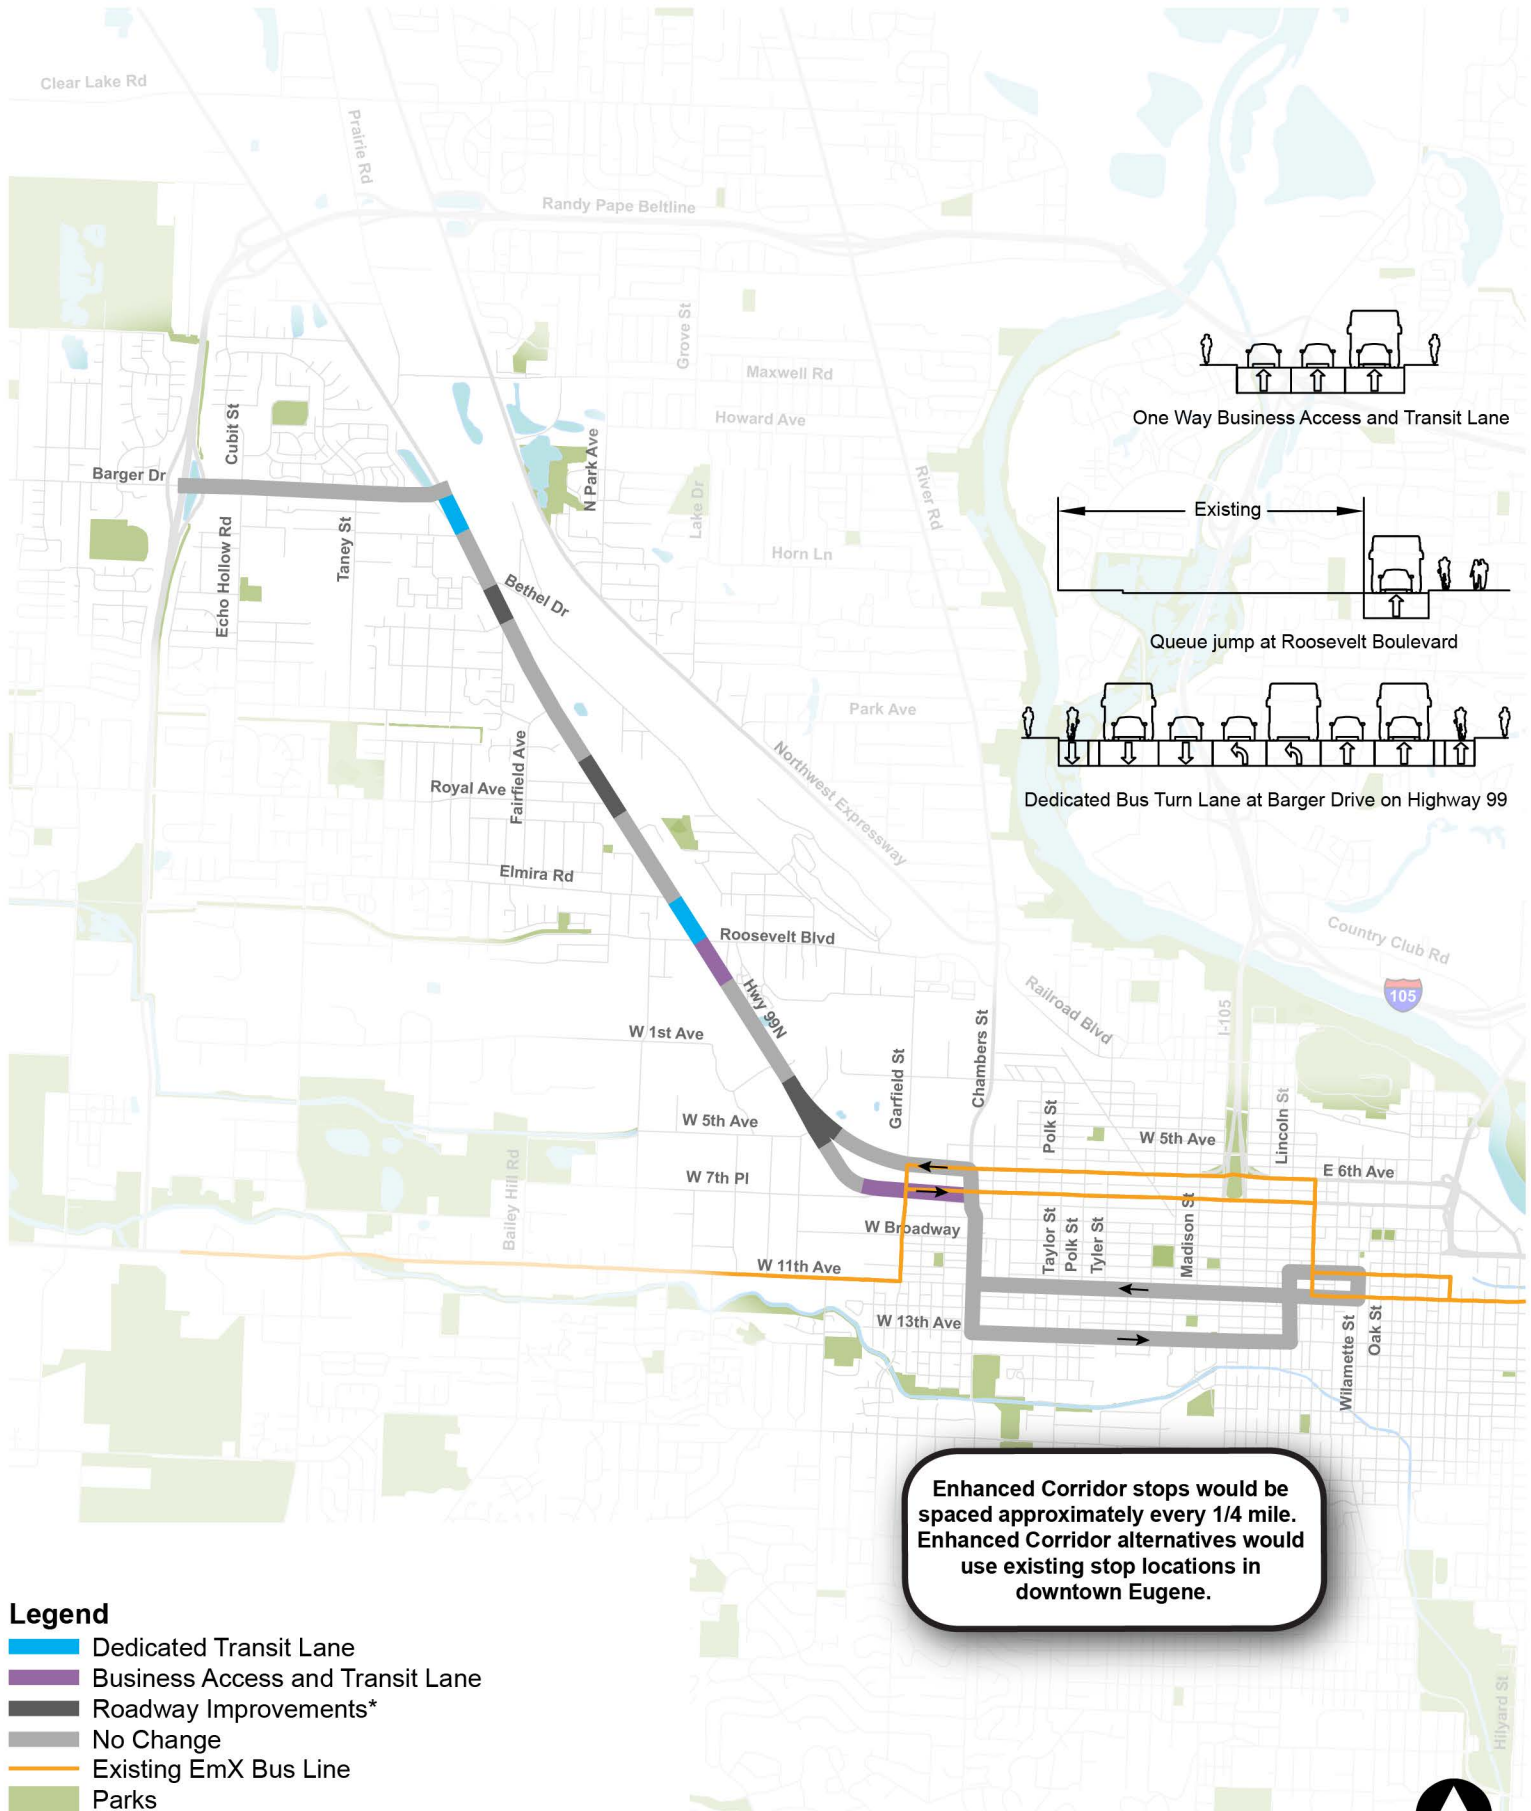 Clear Lake Rd
Prairie Rd
Randy Pape Beltline
Grove St
Maxwell Rd
Howard Ave
One Way Business Access and Transit Lane
Cubit St
Barger Dr
N Park Ave
Lake Dr
River Rd
Existing
Echo Hollow Rd
Taney St
Horn Ln
Bethel Dr
Queue jump at Roosevelt Boulevard
Park Ave
Northwest Expressway
Fairfield Ave
Royal Ave
Dedicated Bus Turn Lane at Barger Drive on Highway 99
Elmira Rd
Roosevelt Blvd
Country Club Rd
105
Hwy 99N
Railroad Blvd
I-105
W 1st Ave
Chambers St
Garfield St
Lincoln St
Polk St
W 5th Ave
W 5th Ave
E 6th Ave
W 7th Pl
Bailey Hill Rd
W Broadway
Taylor St
Polk St
Tyler St
Madison St
W 11th Ave
W 13th Ave
Wilamette St
Oak St
Enhanced Corridor stops would be
spaced approximately every 1/4 mile.
Enhanced Corridor alternatives would
use existing stop locations in
downtown Eugene.
Hilyard St
Legend
Dedicated Transit Lane
Business Access and Transit Lane
Roadway Improvements*
No Change
Existing EmX Bus Line
Parks